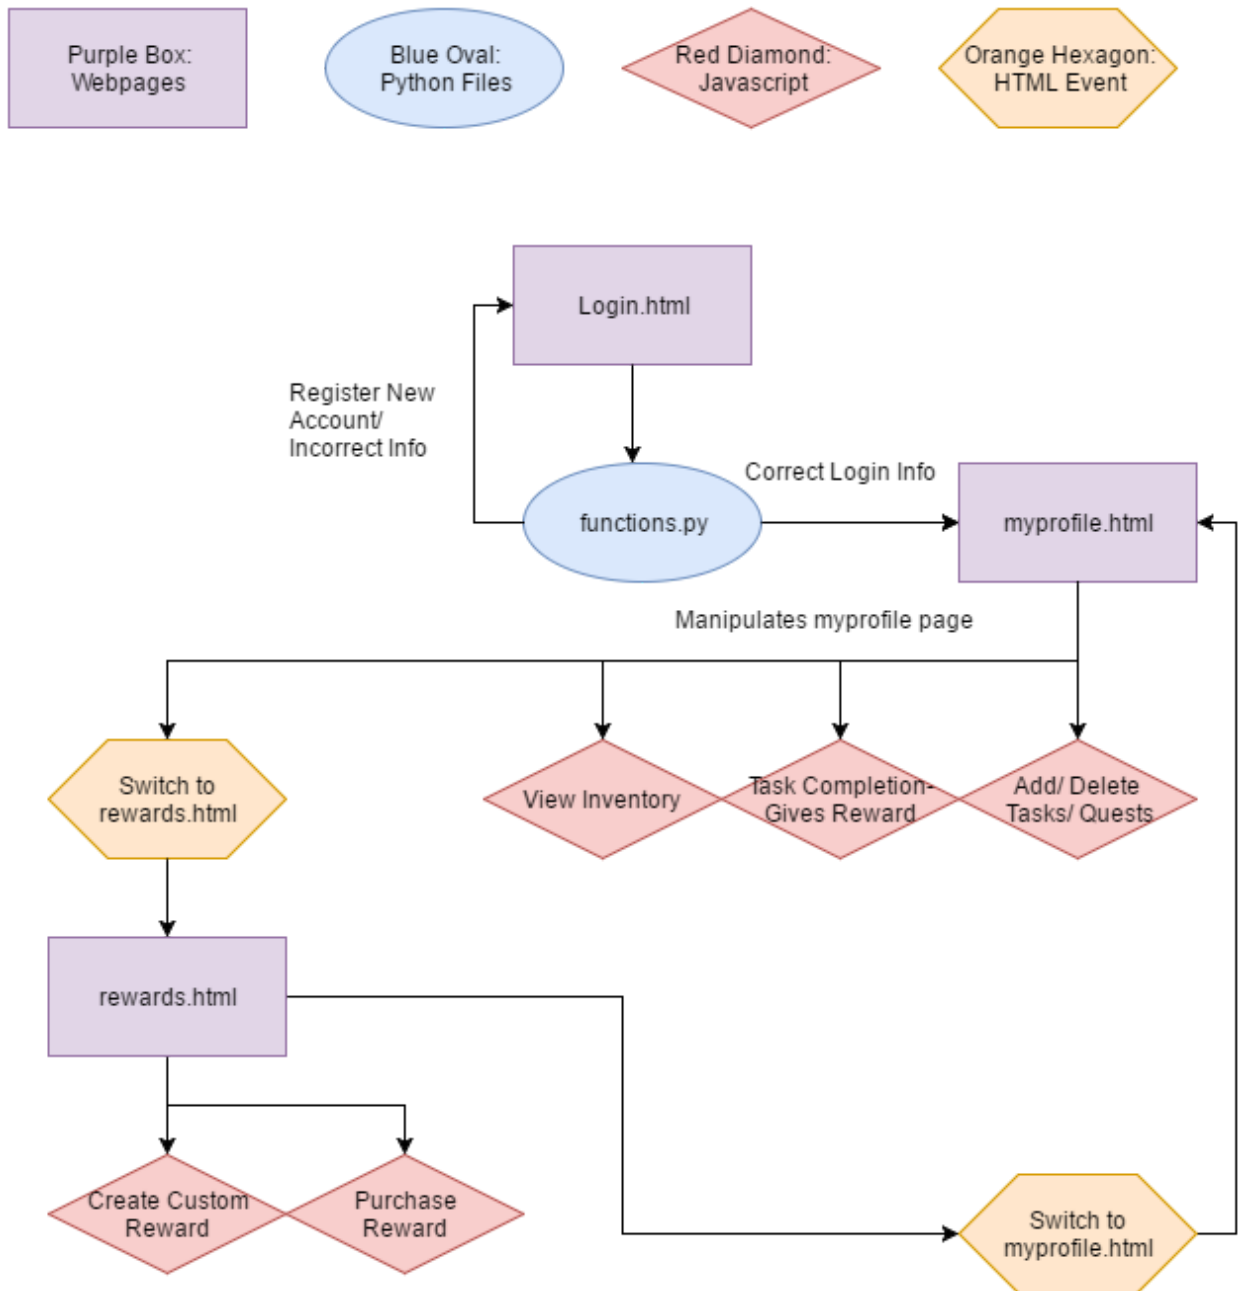 Purple Box:
Webpages
Blue Oval:
Python Files
Red Diamond:
Javascript
Orange Hexagon:
HTML Event
Login.html
Register New
Account/
Incorrect Info
Correct Login Info
functions.py
myprofile.html
Manipulates myprofile page
Switch to
rewards.html
View Inventory
Task Completion-
Gives Reward
Add/ Delete
Tasks/ Quests
rewards.html
Create Custom
Reward
Purchase
Reward
Switch to
myprofile.html